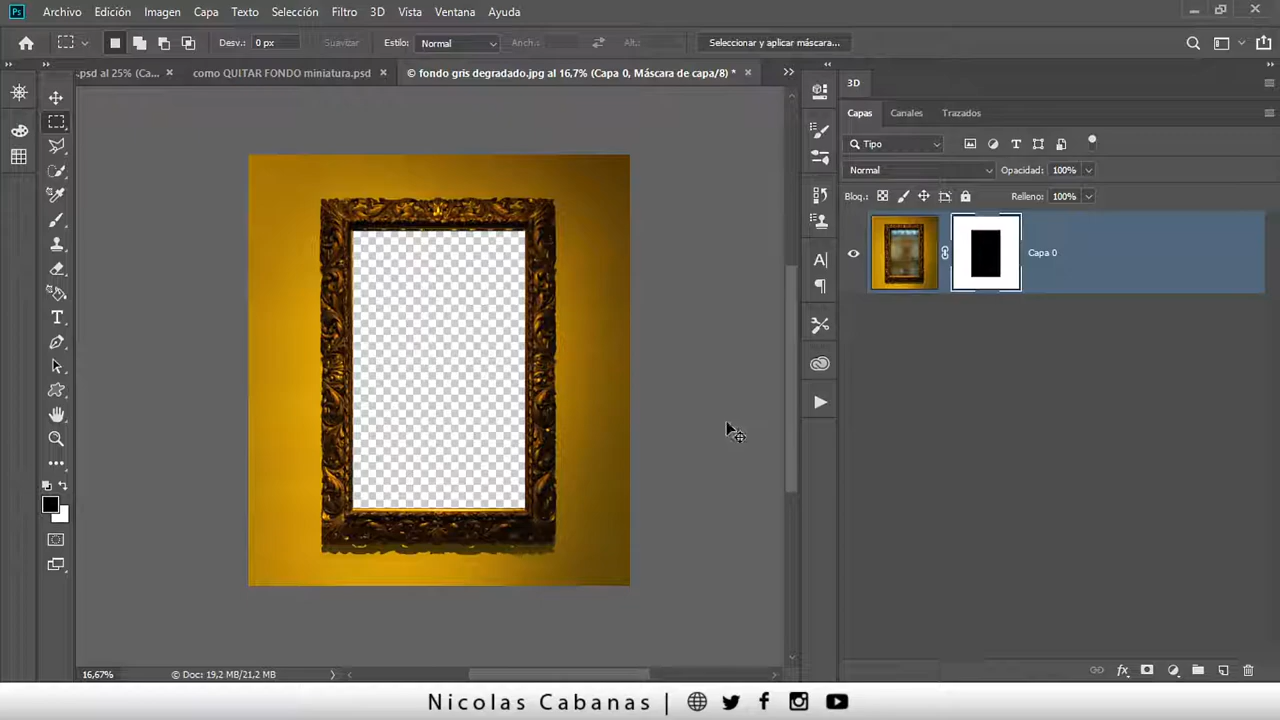 Ps Archivo Edición Imagen Capa Texto Selección Filtro 3D Vista Ventana Ayuda
Desv.: 0 px Suavizar Estilo: Normal Anch.: Alt.: Seleccionar y aplicar máscara...
.psd al 25% (Ca... × como QUITAR FONDO miniatura.psd × © fondo gris degradado.jpg al 16,7% (Capa 0, Máscara de capa/8) * ×
3D
Capas Canales Trazados
Tipo
Normal Opacidad: 100%
Bloq.: Relleno: 100%
Capa 0
16,67% © Doc: 19,2 MB/21,2 MB
Nicolas Cabanas |